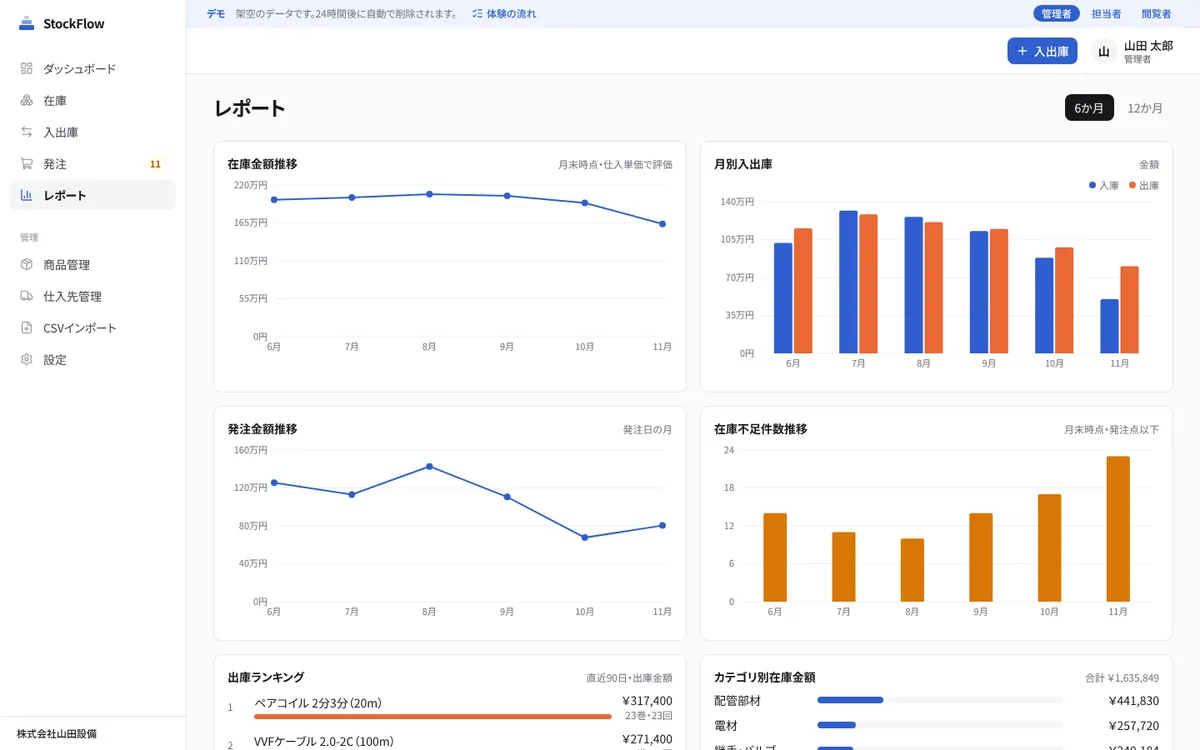 StockFlow
ダッシュボード
在庫
入出庫
発注 11
レポート
管理
商品管理
仕入先管理
CSVインポート
設定
株式会社山田設備
デモ 架空のデータです。24時間後に自動で削除されます。 体験の流れ
管理者 担当者 閲覧者
+ 入出庫
山 山田 太郎
管理者
レポート
6か月 12か月
在庫金額推移 月末時点・仕入単価で評価
220万円
165万円
110万円
55万円
0円
6月 7月 8月 9月 10月 11月
月別入出庫 金額
入庫 出庫
140万円
105万円
70万円
35万円
0円
6月 7月 8月 9月 10月 11月
発注金額推移 発注日の月
160万円
120万円
80万円
40万円
0円
6月 7月 8月 9月 10月 11月
在庫不足件数推移 月末時点・発注点以下
24
18
12
6
0
6月 7月 8月 9月 10月 11月
出庫ランキング 直近90日・出庫金額
1 ペアコイル 2分3分（20m） ¥317,400
23巻・23回
2 VVFケーブル 2.0-2C（100m） ¥271,400
カテゴリ別在庫金額 合計 ¥1,635,849
配管部材 ¥441,830
電材 ¥257,720
継手・バルブ ¥240,184